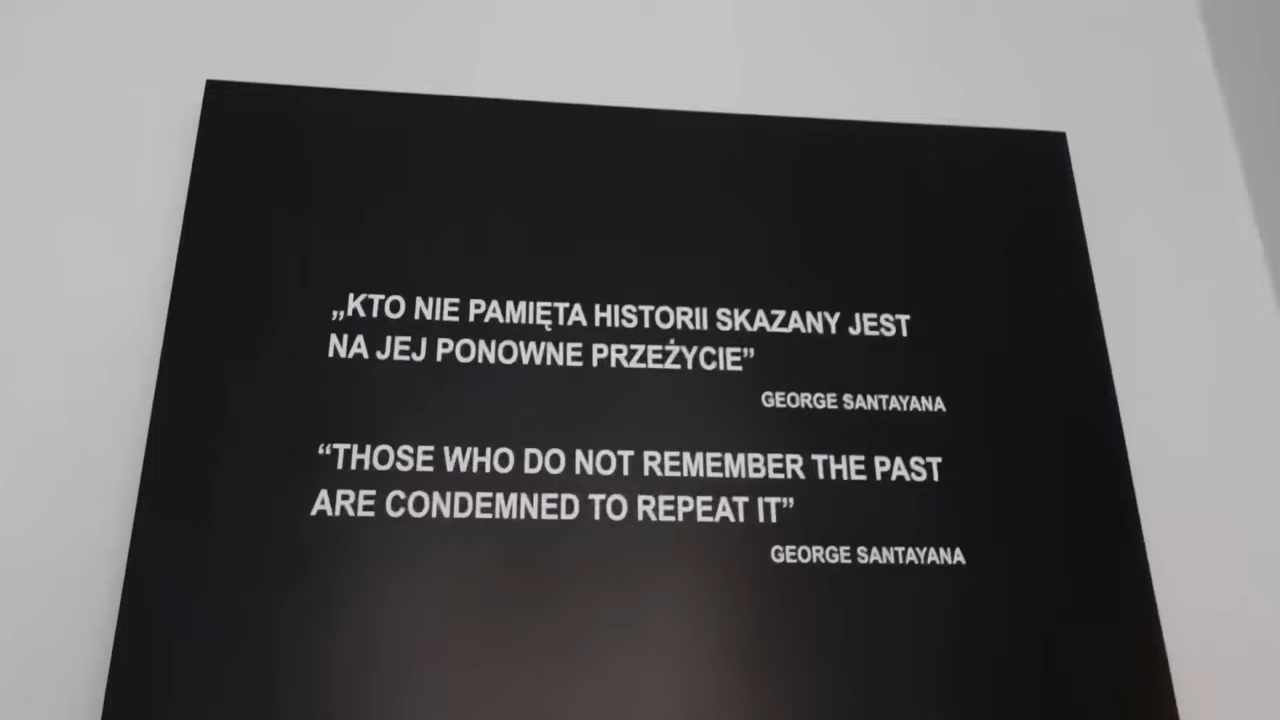 „KTO NIE PAMIĘTA HISTORII SKAZANY JEST
NA JEJ PONOWNE PRZEŻYCIE”
GEORGE SANTAYANA
“THOSE WHO DO NOT REMEMBER THE PAST
ARE CONDEMNED TO REPEAT IT”
GEORGE SANTAYANA